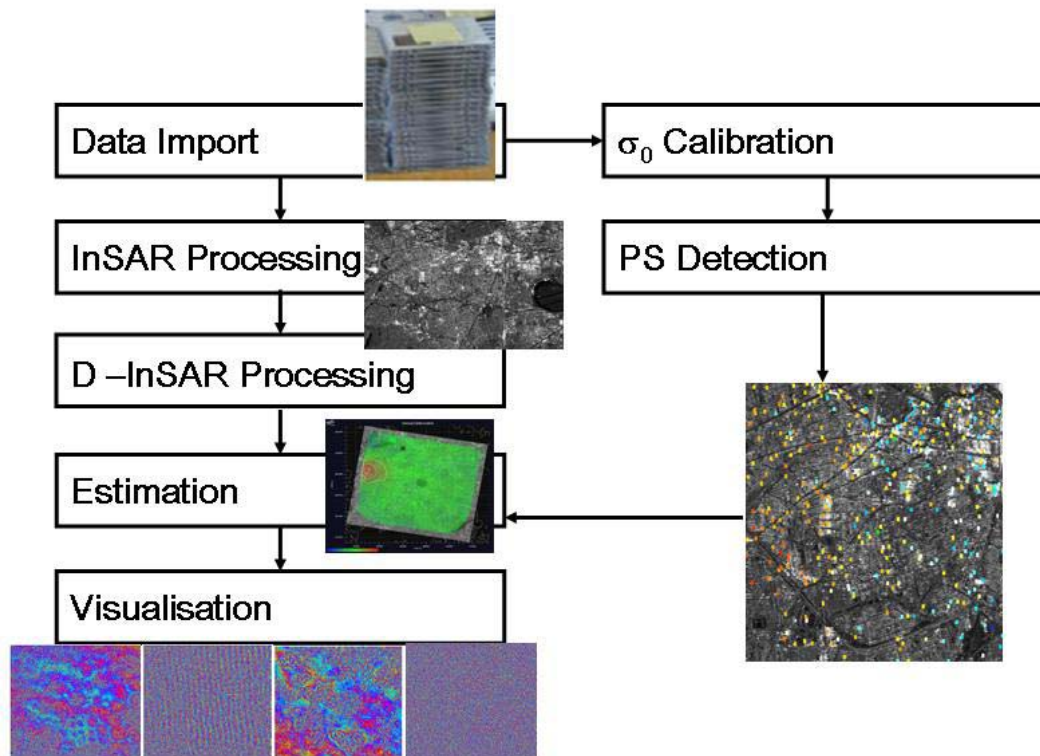 Data Import
σ₀ Calibration
InSAR Processing
PS Detection
D –InSAR Processing
Estimation
Visualisation